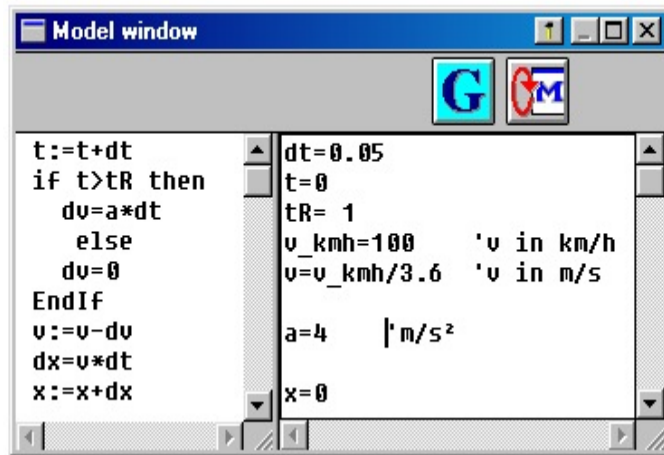 Model window
G
M
t:=t+dt
if t>tR then
dv=a*dt
else
dv=0
EndIf
v:=v-dv
dx=v*dt
x:=x+dx
dt=0.05
t=0
tR= 1
v_kmh=100 'v in km/h
v=v_kmh/3.6 'v in m/s
a=4 'm/s²
x=0